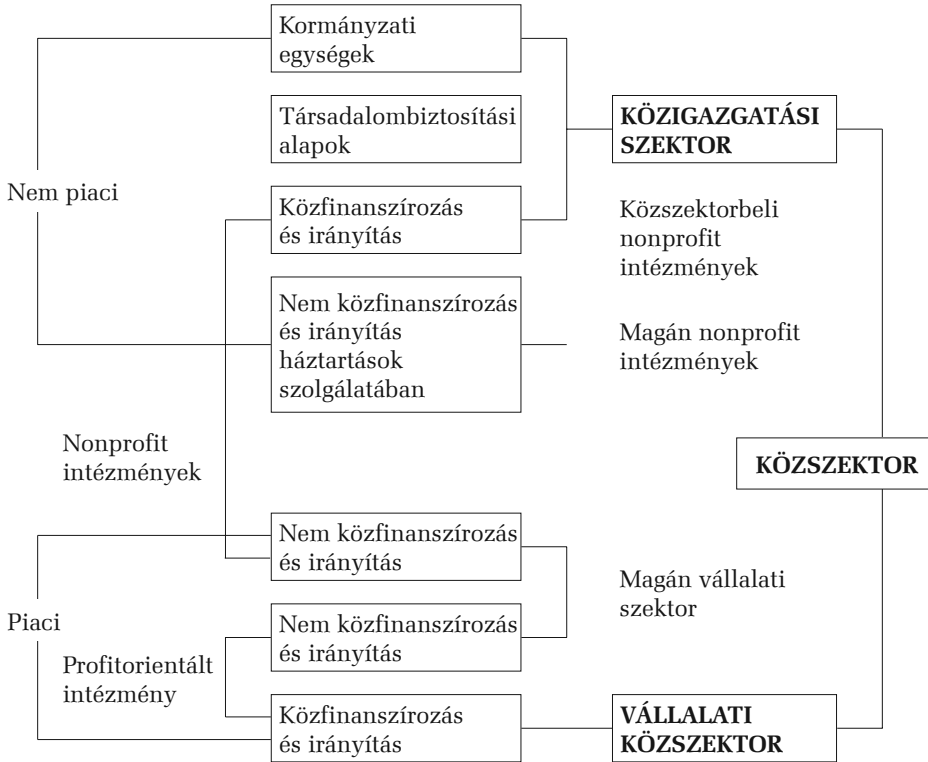 Kormányzati
egységek
Társadalombiztosítási
alapok
KÖZIGAZGATÁSI
SZEKTOR
Nem piaci
Közfinanszírozás
és irányítás
Közszektorbeli
nonprofit
intézmények
Nem közfinanszírozás
és irányítás
háztartások
szolgálatában
Magán nonprofit
intézmények
Nonprofit
intézmények
KÖZSZEKTOR
Nem közfinanszírozás
és irányítás
Magán vállalati
szektor
Piaci
Nem közfinanszírozás
és irányítás
Profitorientált
intézmény
Közfinanszírozás
és irányítás
VÁLLALATI
KÖZSZEKTOR